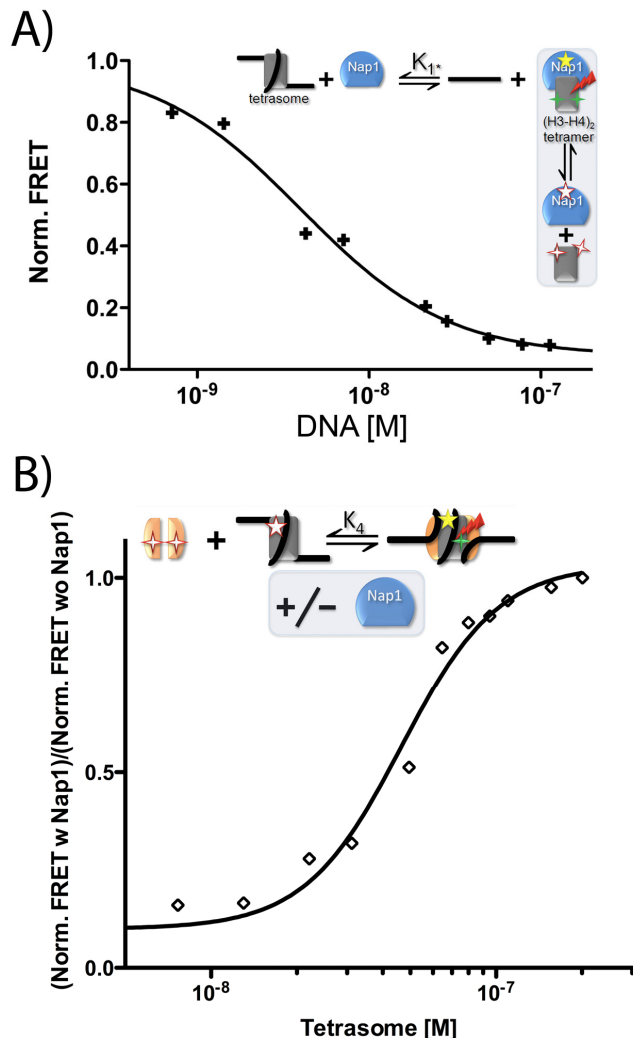 A)
Norm. FRET
1.0
0.8
0.6
0.4
0.2
0.0
10-9
10-8
10-7
DNA [M]
tetrasome
+
Nap1
K1*
+
Nap1
(H3-H4)2
tetramer
Nap1
+
B)
(Norm. FRET w Nap1)/(Norm. FRET wo Nap1)
1.0
0.5
0.0
10-8
10-7
Tetrasome [M]
+
K4
+/−
Nap1